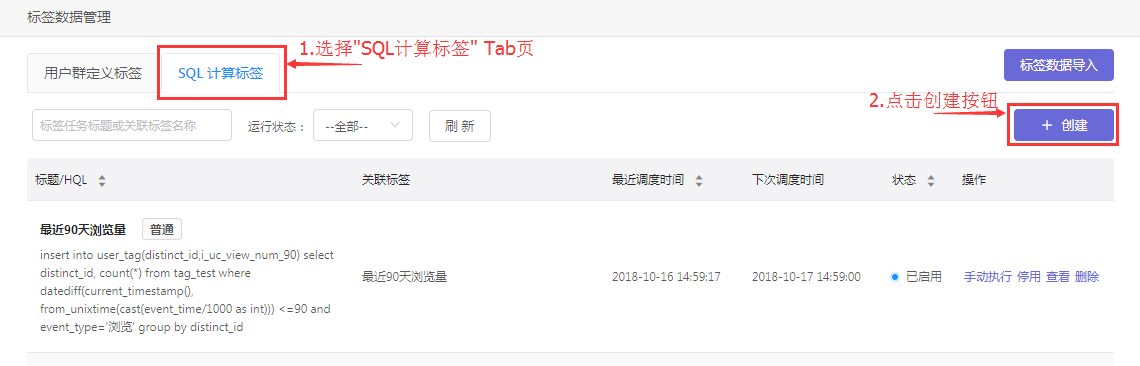 标签数据管理
1.选择"SQL计算标签" Tab页
用户群定义标签 SQL 计算标签 标签数据导入
2.点击创建按钮
标签任务标题或关联标签名称 运行状态： --全部-- 刷 新 + 创建
标题/HQL 关联标签 最近调度时间 下次调度时间 状态 操作
最近90天浏览量 普通
insert into user_tag(distinct_id,i_uc_view_num_90) select
distinct_id, count(*) from tag_test where
datediff(current_timestamp(),
最近90天浏览量 2018-10-16 14:59:17 2018-10-17 14:59:00 已启用 手动执行 停用 查看 删除
from_unixtime(cast(event_time/1000 as int))) <=90 and
event_type='浏览' group by distinct_id